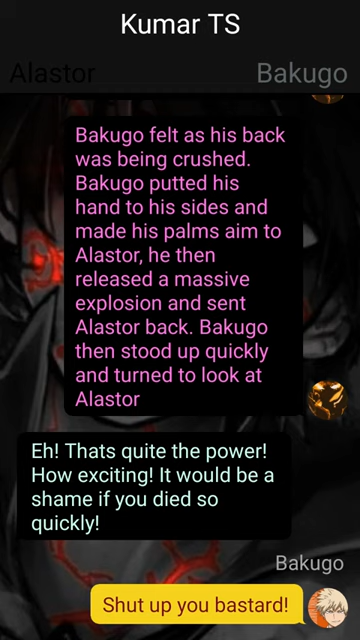 Kumar TS
Alastor
Bakugo
Bakugo felt as his back
was being crushed.
Bakugo putted his
hand to his sides and
made his palms aim to
Alastor, he then
released a massive
explosion and sent
Alastor back. Bakugo
then stood up quickly
and turned to look at
Alastor
Eh! Thats quite the power!
How exciting! It would be a
shame if you died so
quickly!
Bakugo
Shut up you bastard!